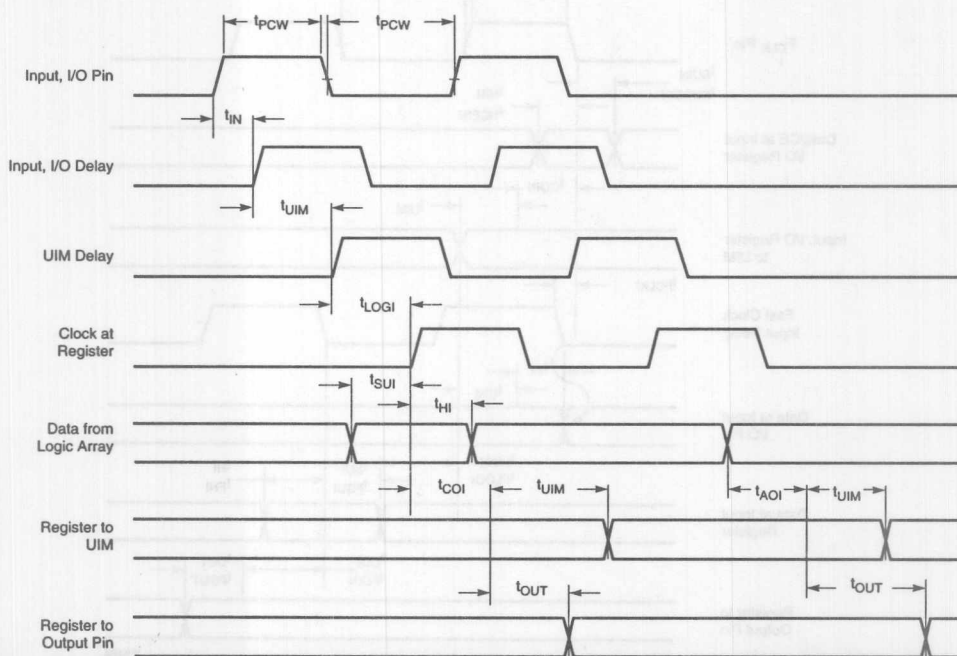 tPCW
tPCW
Input, I/O Pin
tIN
Input, I/O Delay
tUIM
UIM Delay
tLOGI
Clock at
Register
tSUI
tHI
Data from
Logic Array
tCOI
tUIM
tAOI
tUIM
Register to
UIM
tOUT
tOUT
Register to
Output Pin